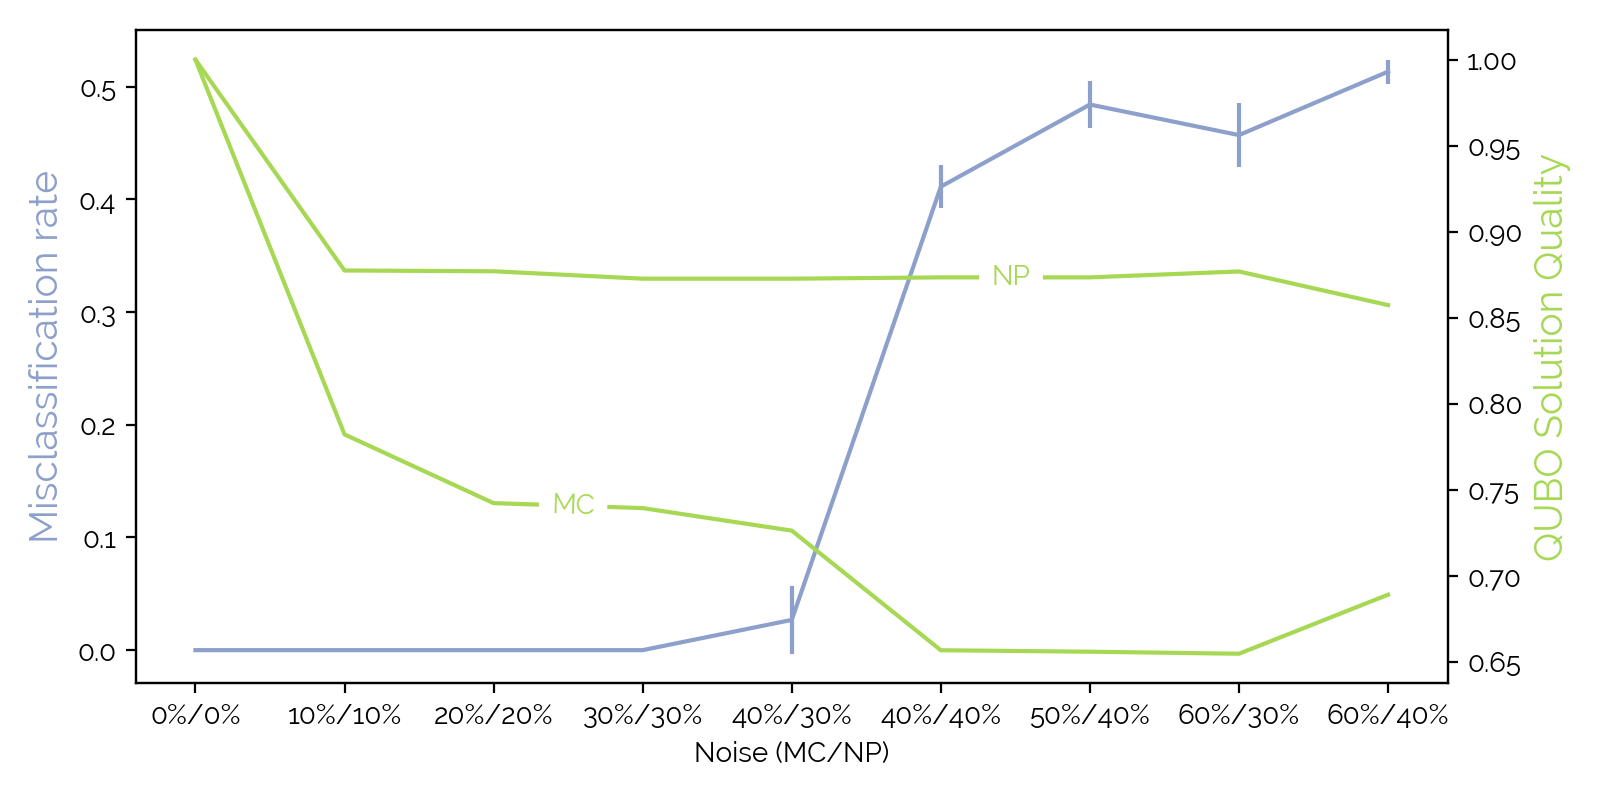 Misclassification rate
0.5
0.4
0.3
0.2
0.1
0.0
NP
MC
1.00
0.95
0.90
0.85
0.80
0.75
0.70
0.65
QUBO Solution Quality
0%/0% 10%/10% 20%/20% 30%/30% 40%/30% 40%/40% 50%/40% 60%/30% 60%/40%
Noise (MC/NP)